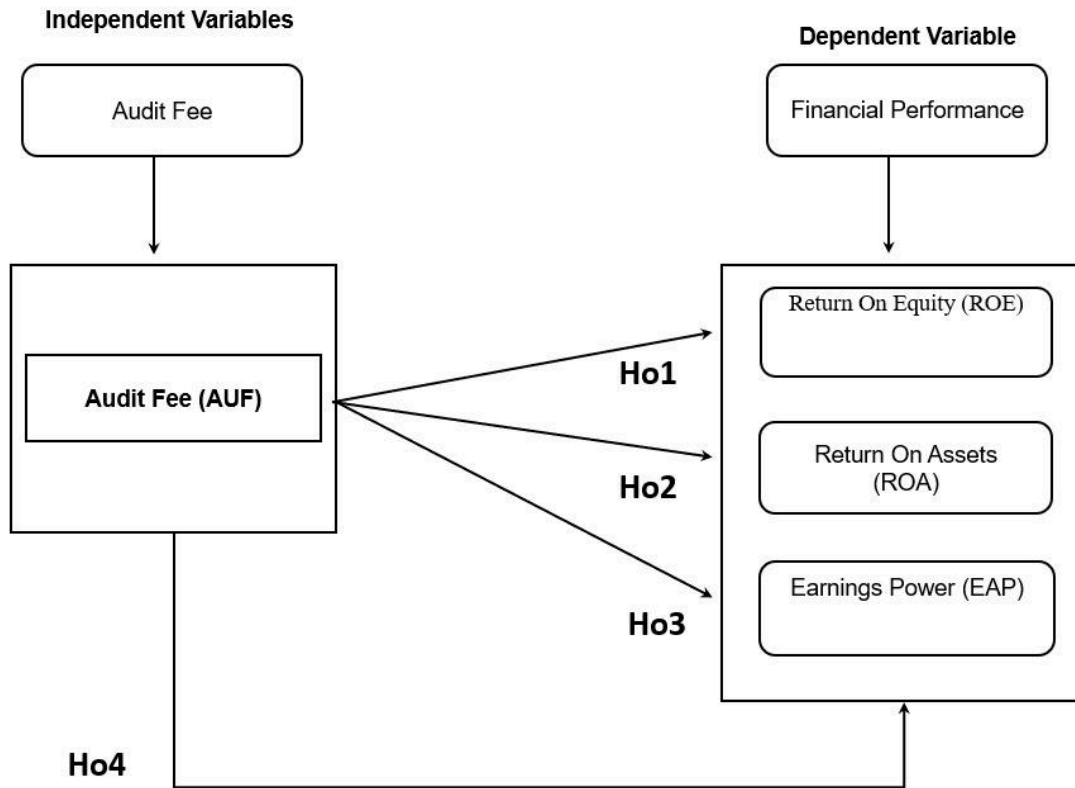 Independent Variables
Dependent Variable
Audit Fee
Financial Performance
Return On Equity (ROE)
Audit Fee (AUF)
Ho1
Return On Assets
(ROA)
Ho2
Earnings Power (EAP)
Ho3
Ho4